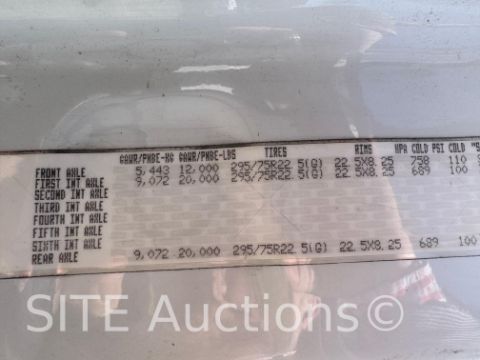 GAWR/PNBE-KG GAWR/PNBE-LBS TIRES RIMS KPA COLD PSI COLD
FRONT AXLE 5,443 12,000 295/75R22.5(G) 22.5X8.25 758 110
FIRST INT AXLE 9,072 20,000 295/75R22.5(G) 22.5X8.25 689 100
SECOND INT AXLE
THIRD INT AXLE
FOURTH INT AXLE
FIFTH INT AXLE
SIXTH INT AXLE
REAR AXLE 9,072 20,000 295/75R22.5(G) 22.5X8.25 689 100
SITE Auctions©